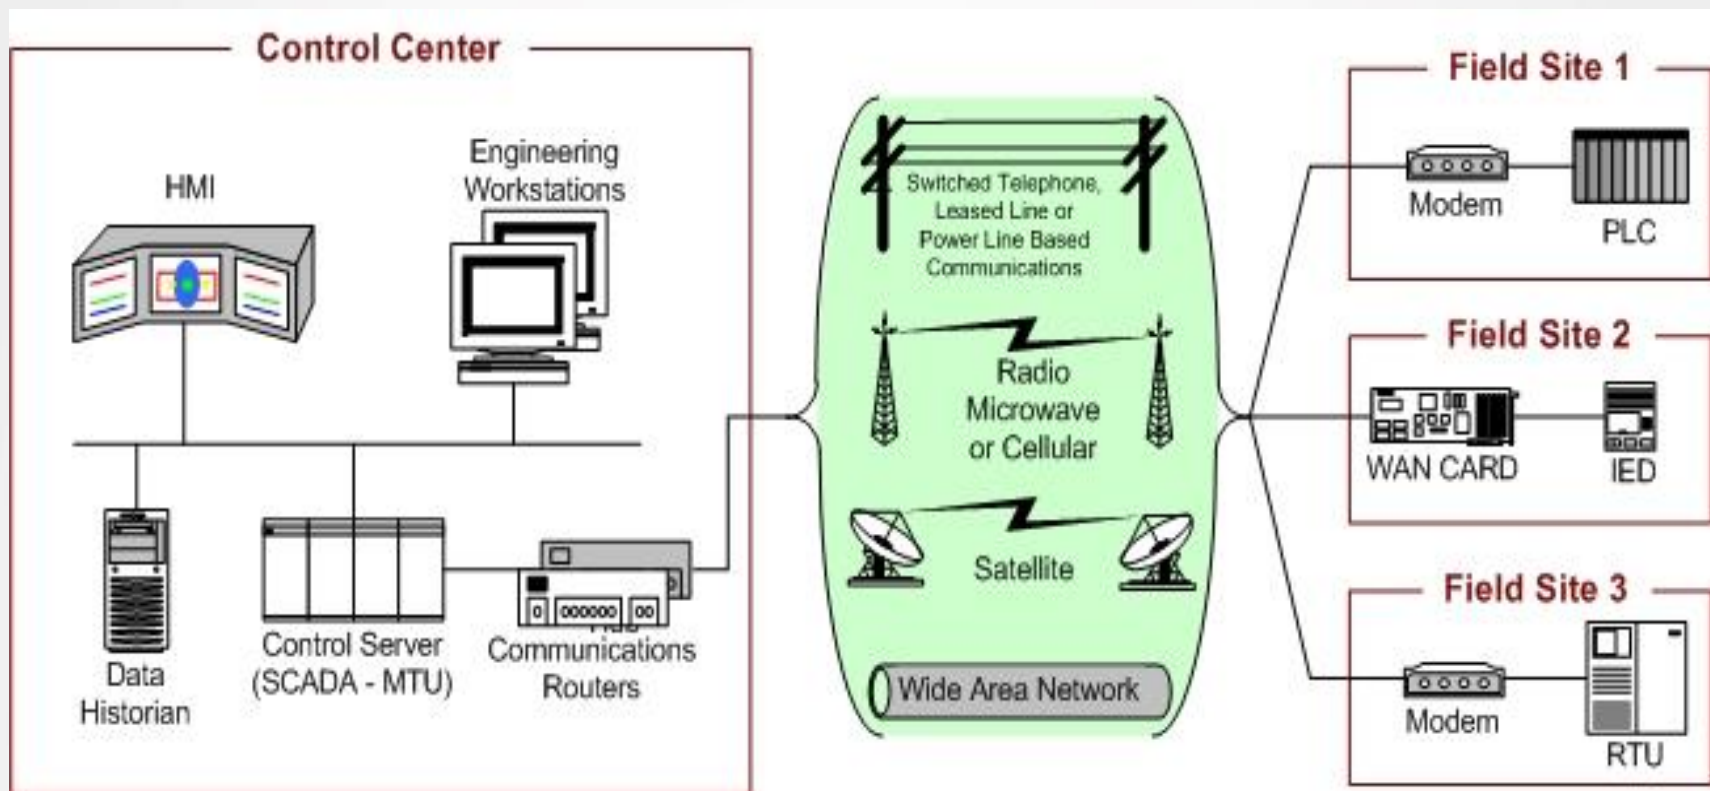 Control Center
HMI
Engineering
Workstations
Data
Historian
Control Server
(SCADA - MTU)
Communications
Routers
Switched Telephone,
Leased Line or
Power Line Based
Communications
Radio
Microwave
or Cellular
Satellite
Wide Area Network
Field Site 1
Modem
PLC
Field Site 2
WAN CARD
IED
Field Site 3
Modem
RTU